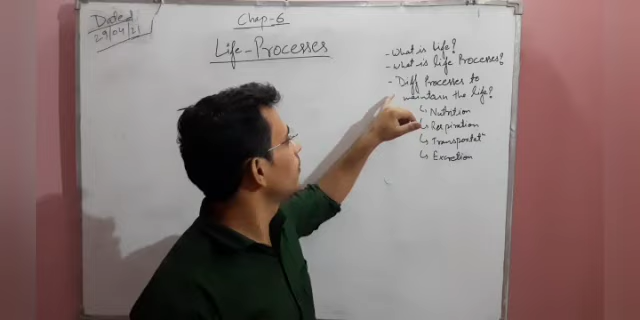 Dated
29/04/21
Chap-6
Life-Processes
- What is life?
- What is life Processes?
- Diff Processes to
maintain the life?
↳ Nutrition
↳ Respiration
↳ Transportatⁿ
↳ Excretion